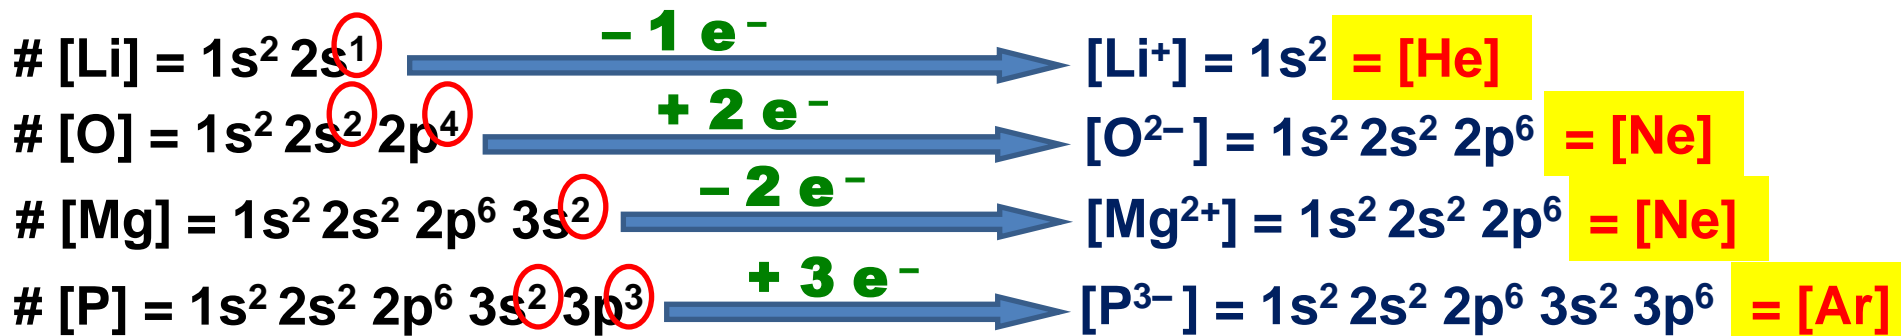 # [Li] = 1s² 2s¹ – 1 e⁻ [Li⁺] = 1s² = [He]
# [O] = 1s² 2s² 2p⁴ + 2 e⁻ [O²⁻ ] = 1s² 2s² 2p⁶ = [Ne]
# [Mg] = 1s² 2s² 2p⁶ 3s² – 2 e⁻ [Mg²⁺] = 1s² 2s² 2p⁶ = [Ne]
# [P] = 1s² 2s² 2p⁶ 3s² 3p³ + 3 e⁻ [P³⁻ ] = 1s² 2s² 2p⁶ 3s² 3p⁶ = [Ar]